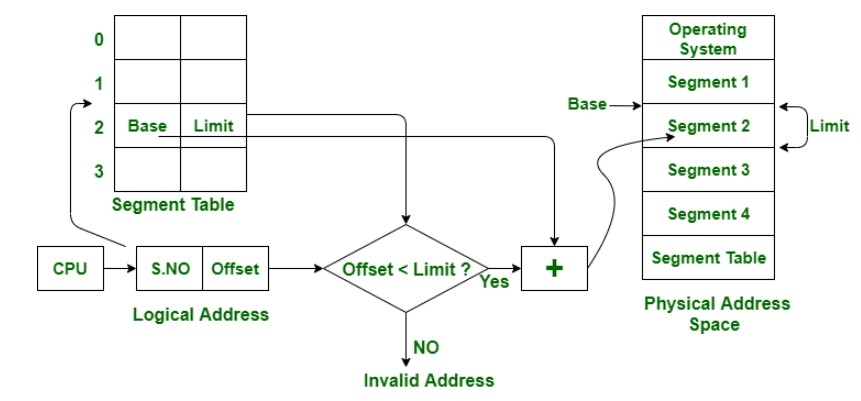 0
1
2
3
Base
Limit
Segment Table
CPU
S.NO
Offset
Logical Address
Offset < Limit ?
Yes
NO
Invalid Address
+
Operating
System
Segment 1
Base
Segment 2
Limit
Segment 3
Segment 4
Segment Table
Physical Address
Space